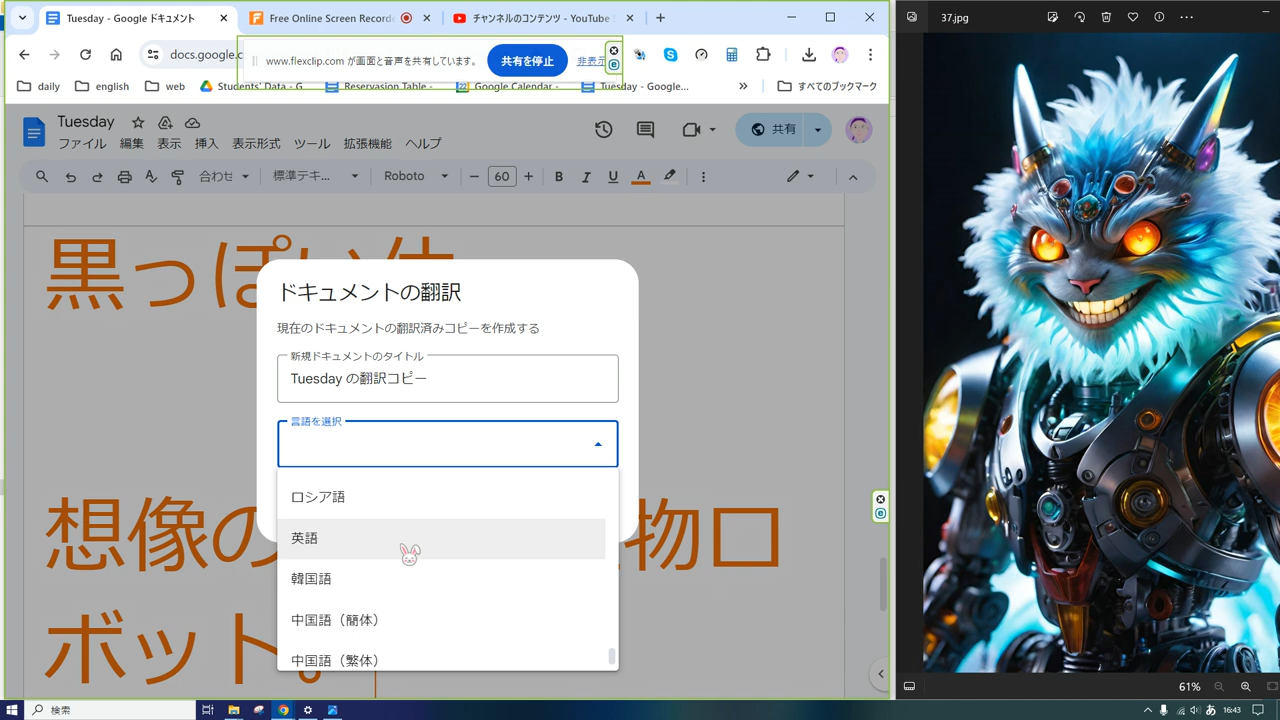 Tuesday - Google ドキュメント
Free Online Screen Record
チャンネルのコンテンツ - YouTube
docs.google.c
www.flexclip.com が画面と音声を共有しています。
共有を停止
非表示
daily
english
web
Students' Data - G
Reservasion Table -
Google Calendar -
Tuesday - Google...
すべてのブックマーク
Tuesday
ファイル 編集 表示 挿入 表示形式 ツール 拡張機能 ヘルプ
共有
合わせ
標準テキ...
Roboto
60
B I U A
黒っぽい体
ドキュメントの翻訳
現在のドキュメントの翻訳済みコピーを作成する
新規ドキュメントのタイトル
Tuesday の翻訳コピー
言語を選択
ロシア語
英語
韓国語
中国語（簡体）
中国語（繁体）
想像の
物ロ
ボット。
37.jpg
61%
検索
あ
16:43